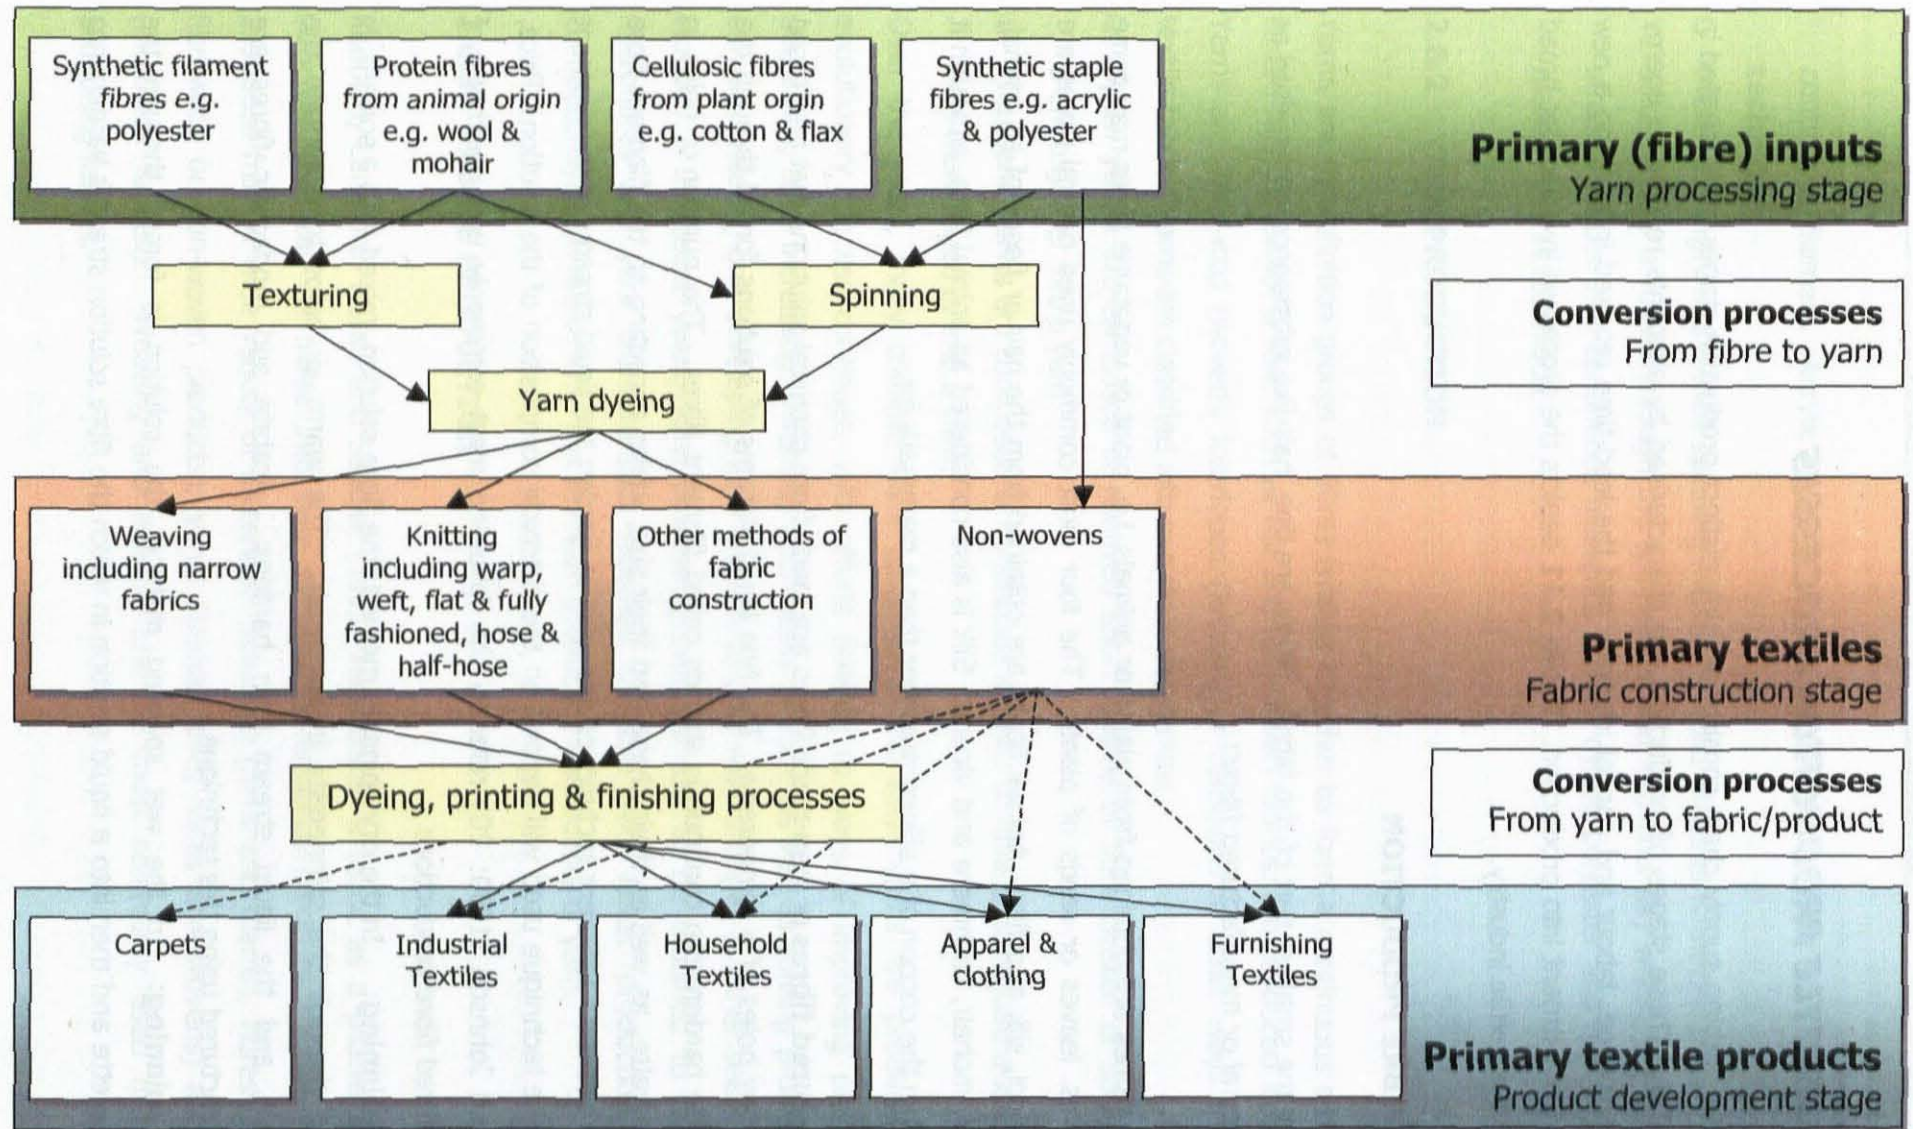 Synthetic filament
fibres e.g.
polyester
Protein fibres
from animal origin
e.g. wool &
mohair
Cellulosic fibres
from plant orgin
e.g. cotton & flax
Synthetic staple
fibres e.g. acrylic
& polyester
Primary (fibre) inputs
Yarn processing stage
Texturing
Spinning
Conversion processes
From fibre to yarn
Yarn dyeing
Weaving
including narrow
fabrics
Knitting
including warp,
weft, flat & fully
fashioned, hose &
half-hose
Other methods of
fabric
construction
Non-wovens
Primary textiles
Fabric construction stage
Dyeing, printing & finishing processes
Conversion processes
From yarn to fabric/product
Carpets
Industrial
Textiles
Household
Textiles
Apparel &
clothing
Furnishing
Textiles
Primary textile products
Product development stage